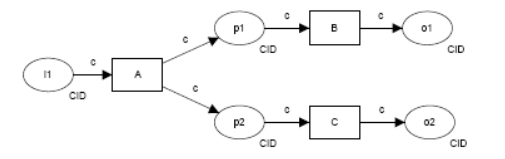 c p1 c B c o1
CID CID
c
I1 c A
CID
c
p2 c C c o2
CID CID